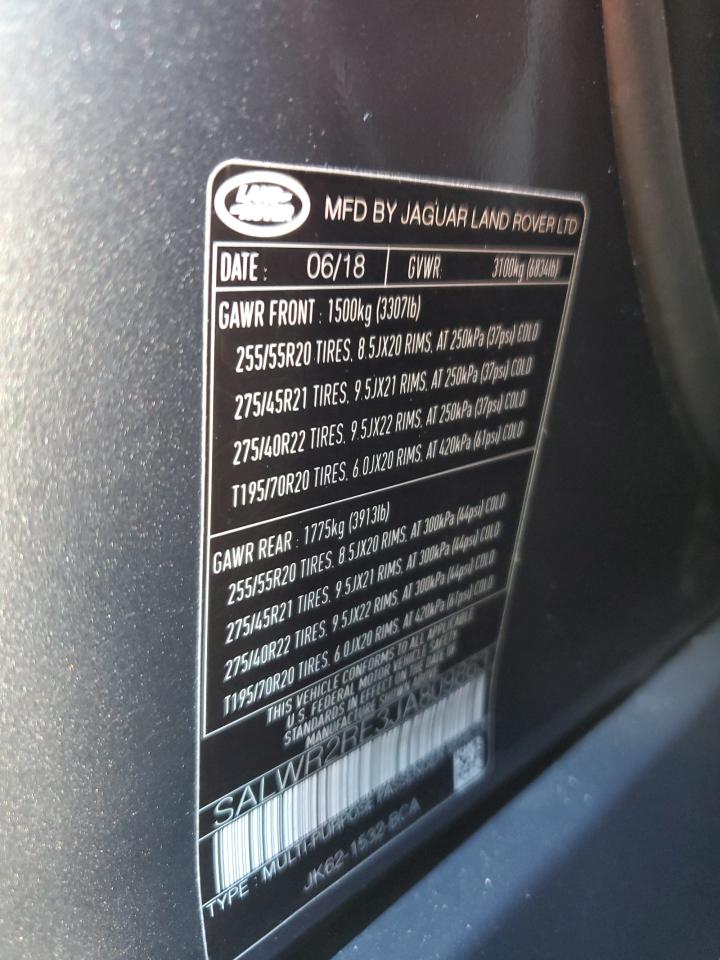 LAND-
-ROVER
MFD BY JAGUAR LAND ROVER LTD
DATE : 06/18 GVWR: 3100kg (6834lb)
GAWR FRONT : 1500kg (3307lb)
255/55R20 TIRES, 8.5JX20 RIMS, AT 250kPa (37psi) COLD
275/45R21 TIRES, 9.5JX21 RIMS, AT 250kPa (37psi) COLD
275/40R22 TIRES, 9.5JX22 RIMS, AT 250kPa (37psi) COLD
T195/70R20 TIRES, 6.0JX20 RIMS, AT 420kPa (61psi) COLD
GAWR REAR : 1775kg (3913lb)
255/55R20 TIRES, 8.5JX20 RIMS, AT 300kPa (44psi) COLD
275/45R21 TIRES, 9.5JX21 RIMS, AT 300kPa (44psi) COLD
275/40R22 TIRES, 9.5JX22 RIMS, AT 300kPa (44psi) COLD
T195/70R20 TIRES, 6.0JX20 RIMS, AT 420kPa (61psi) COLD
THIS VEHICLE CONFORMS TO ALL APPLICABLE
U.S. FEDERAL MOTOR VEHICLE SAFETY
STANDARDS IN EFFECT ON THE DATE OF
MANUFACTURE SHOWN
TYPE : MULTI-PURPOSE PASSENGER
JK62-1532-BCA